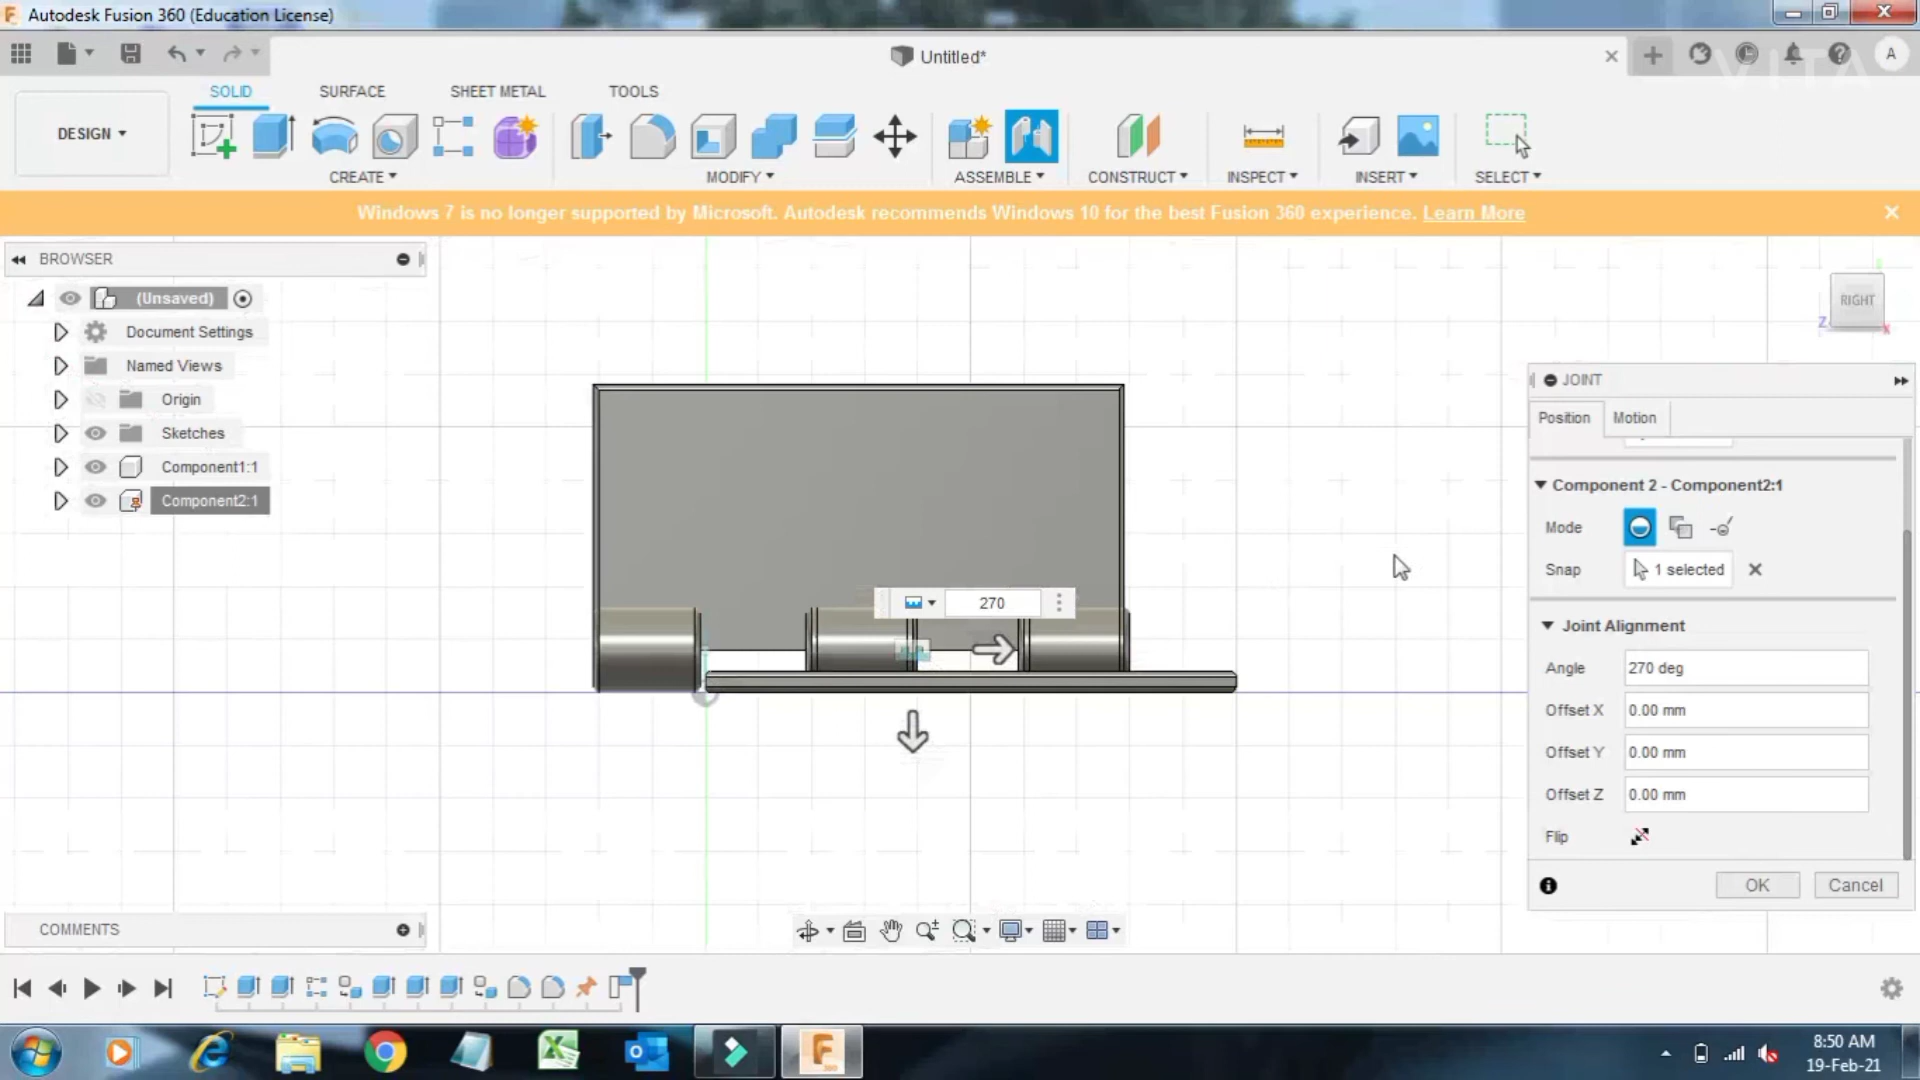 Autodesk Fusion 360 (Education License)
Untitled*
A
VITA
SOLID SURFACE SHEET METAL TOOLS
DESIGN
CREATE MODIFY ASSEMBLE CONSTRUCT INSPECT INSERT SELECT
Windows 7 is no longer supported by Microsoft. Autodesk recommends Windows 10 for the best Fusion 360 experience. Learn More
BROWSER
(Unsaved)
Document Settings
Named Views
Origin
Sketches
Component1:1
Component2:1
RIGHT
Z
X
270
JOINT
Position Motion
Component 2 - Component2:1
Mode
Snap 1 selected
Joint Alignment
Angle 270 deg
Offset X 0.00 mm
Offset Y 0.00 mm
Offset Z 0.00 mm
Flip
OK Cancel
COMMENTS
8:50 AM
19-Feb-21